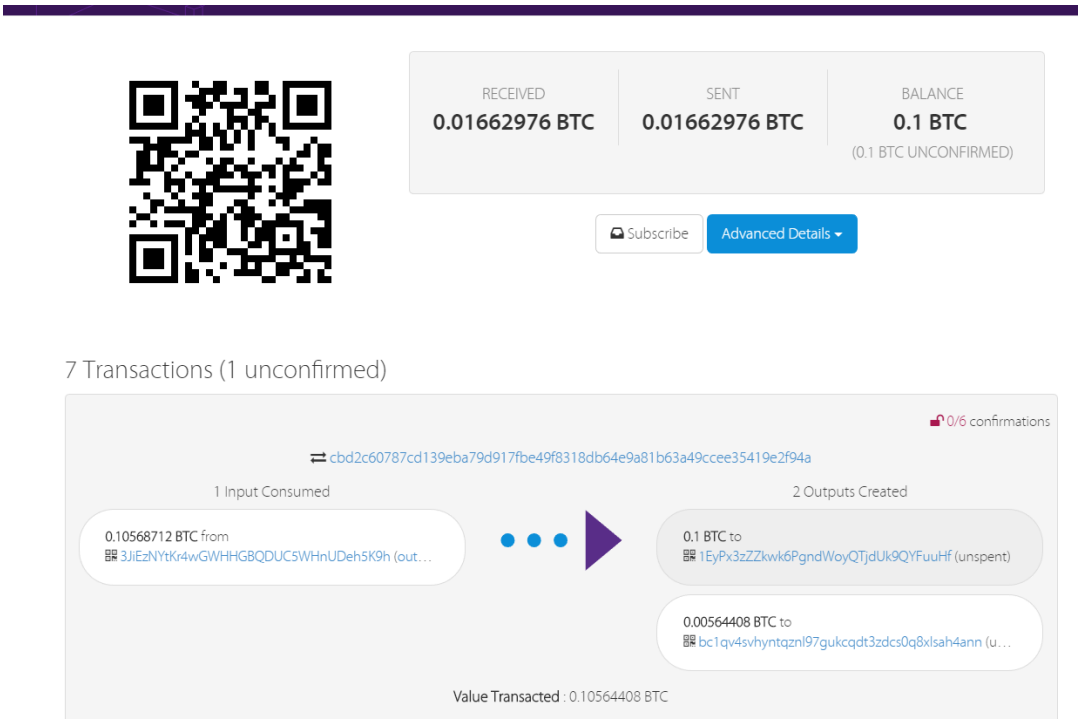 RECEIVED
0.01662976 BTC
SENT
0.01662976 BTC
BALANCE
0.1 BTC
(0.1 BTC UNCONFIRMED)
Subscribe
Advanced Details
7 Transactions (1 unconfirmed)
0/6 confirmations
cbd2c60787cd139eba79d917fbe49f8318db64e9a81b63a49ccee35419e2f94a
1 Input Consumed
2 Outputs Created
0.10568712 BTC from
3JiEzNYtKr4wGWHHGBQDUC5WHnUDeh5K9h (out…
0.1 BTC to
1EyPx3zZZkwk6PgndWoyQTjdUk9QYFuuHf (unspent)
0.00564408 BTC to
bc1qv4svhyntqznl97gukcqdt3zdcs0q8xlsah4ann (u…
Value Transacted : 0.10564408 BTC